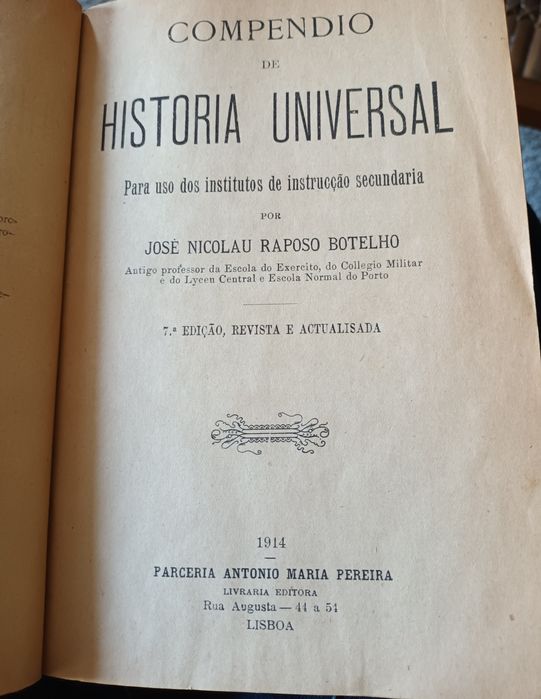 COMPENDIO
DE
HISTORIA UNIVERSAL
Para uso dos institutos de instrucção secundaria
POR
JOSÉ NICOLAU RAPOSO BOTELHO
Antigo professor da Escola do Exercito, do Collegio Militar
e do Lyceu Central e Escola Normal do Porto
7.ª EDIÇÃO, REVISTA E ACTUALISADA
1914
PARCERIA ANTONIO MARIA PEREIRA
LIVRARIA EDITORA
Rua Augusta — 44 a 54
LISBOA